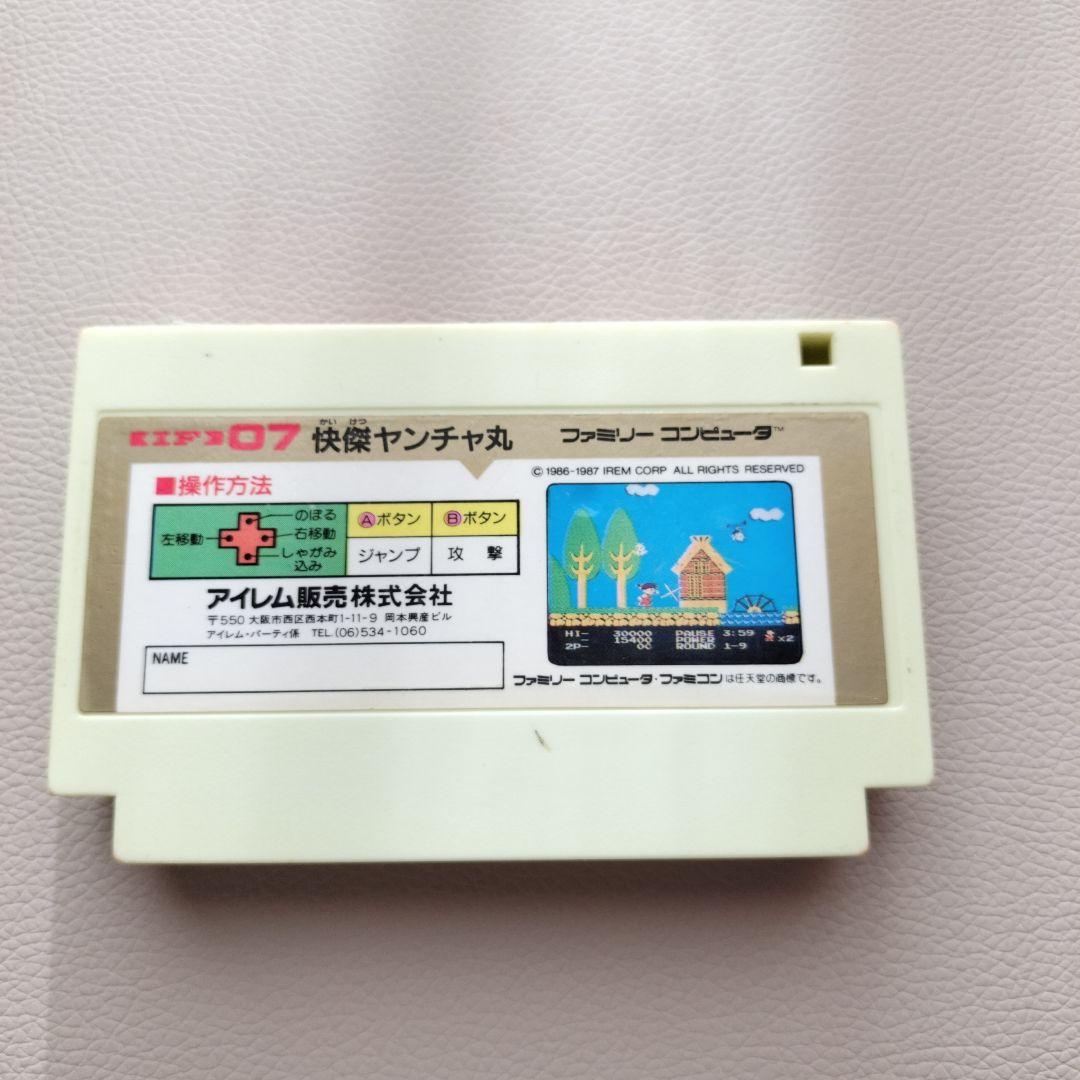 IF-07 快傑ヤンチャ丸 ファミリー コンピュータ™
かい けつ
© 1986-1987 IREM CORP ALL RIGHTS RESERVED
■操作方法
のぼる
左移動
右移動
しゃがみ
込み
Aボタン Bボタン
ジャンプ 攻撃
アイレム販売株式会社
〒550 大阪市西区西本町1-11-9 岡本興産ビル
アイレム・パーティ係 TEL.(06)534-1060
NAME
HI- 30000 PAUSE 3:59
- 15400 POWER x2
2P- 00 ROUND 1-9
ファミリー コンピュータ・ファミコンは任天堂の商標です。